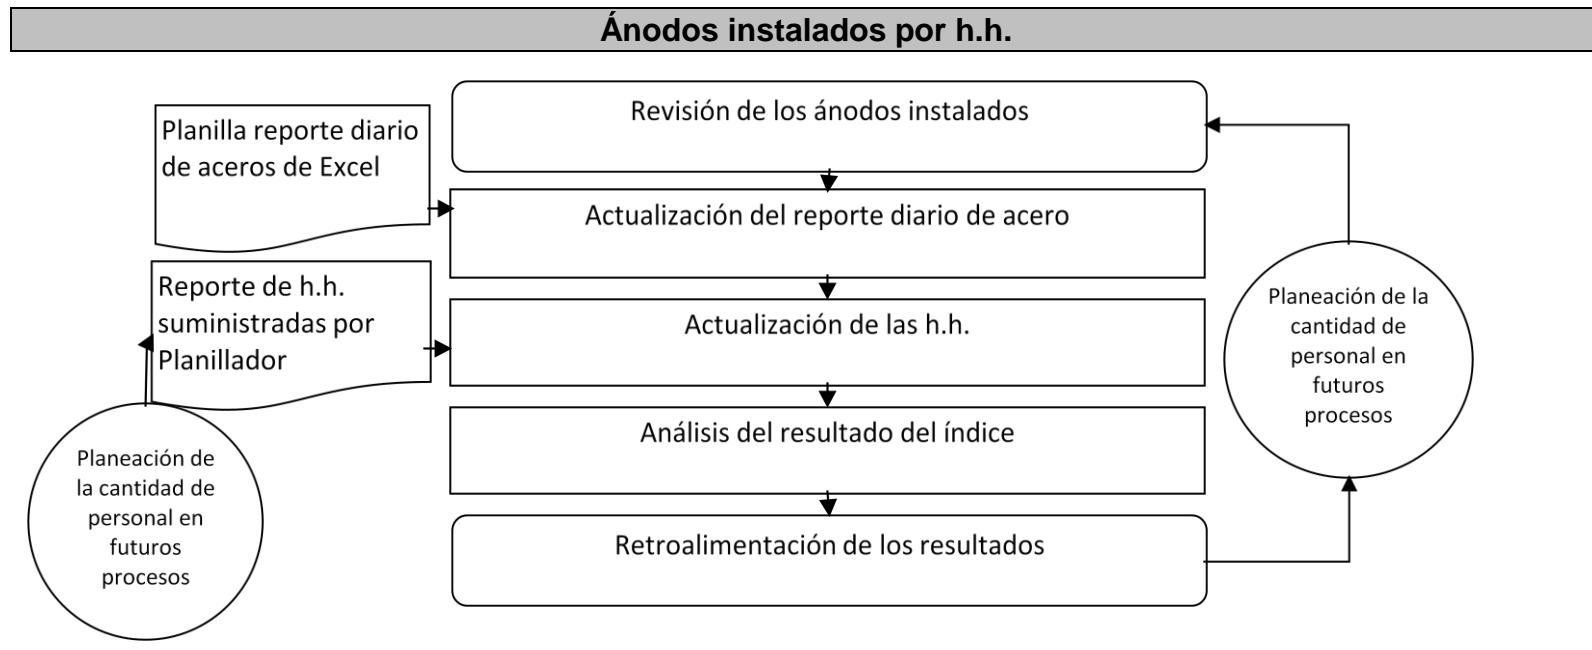 Ánodos instalados por h.h.
Planilla reporte diario
de aceros de Excel
Revisión de los ánodos instalados
Actualización del reporte diario de acero
Reporte de h.h.
suministradas por
Planillador
Actualización de las h.h.
Análisis del resultado del índice
Retroalimentación de los resultados
Planeación de la
cantidad de
personal en
futuros
procesos
Planeación de
la cantidad de
personal en
futuros
procesos